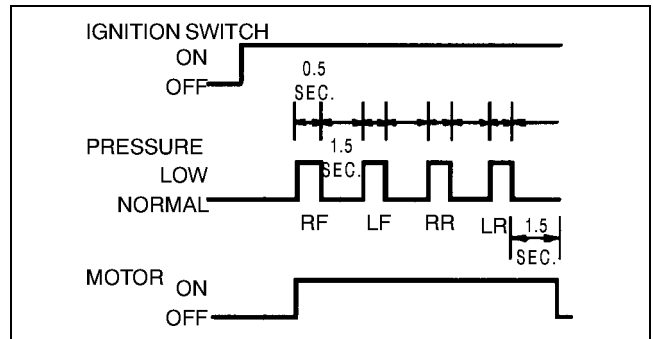 IGNITION SWITCH
ON
OFF
0.5
SEC.
1.5
SEC.
PRESSURE
LOW
NORMAL
RF LF RR LR 1.5
SEC.
MOTOR ON
OFF